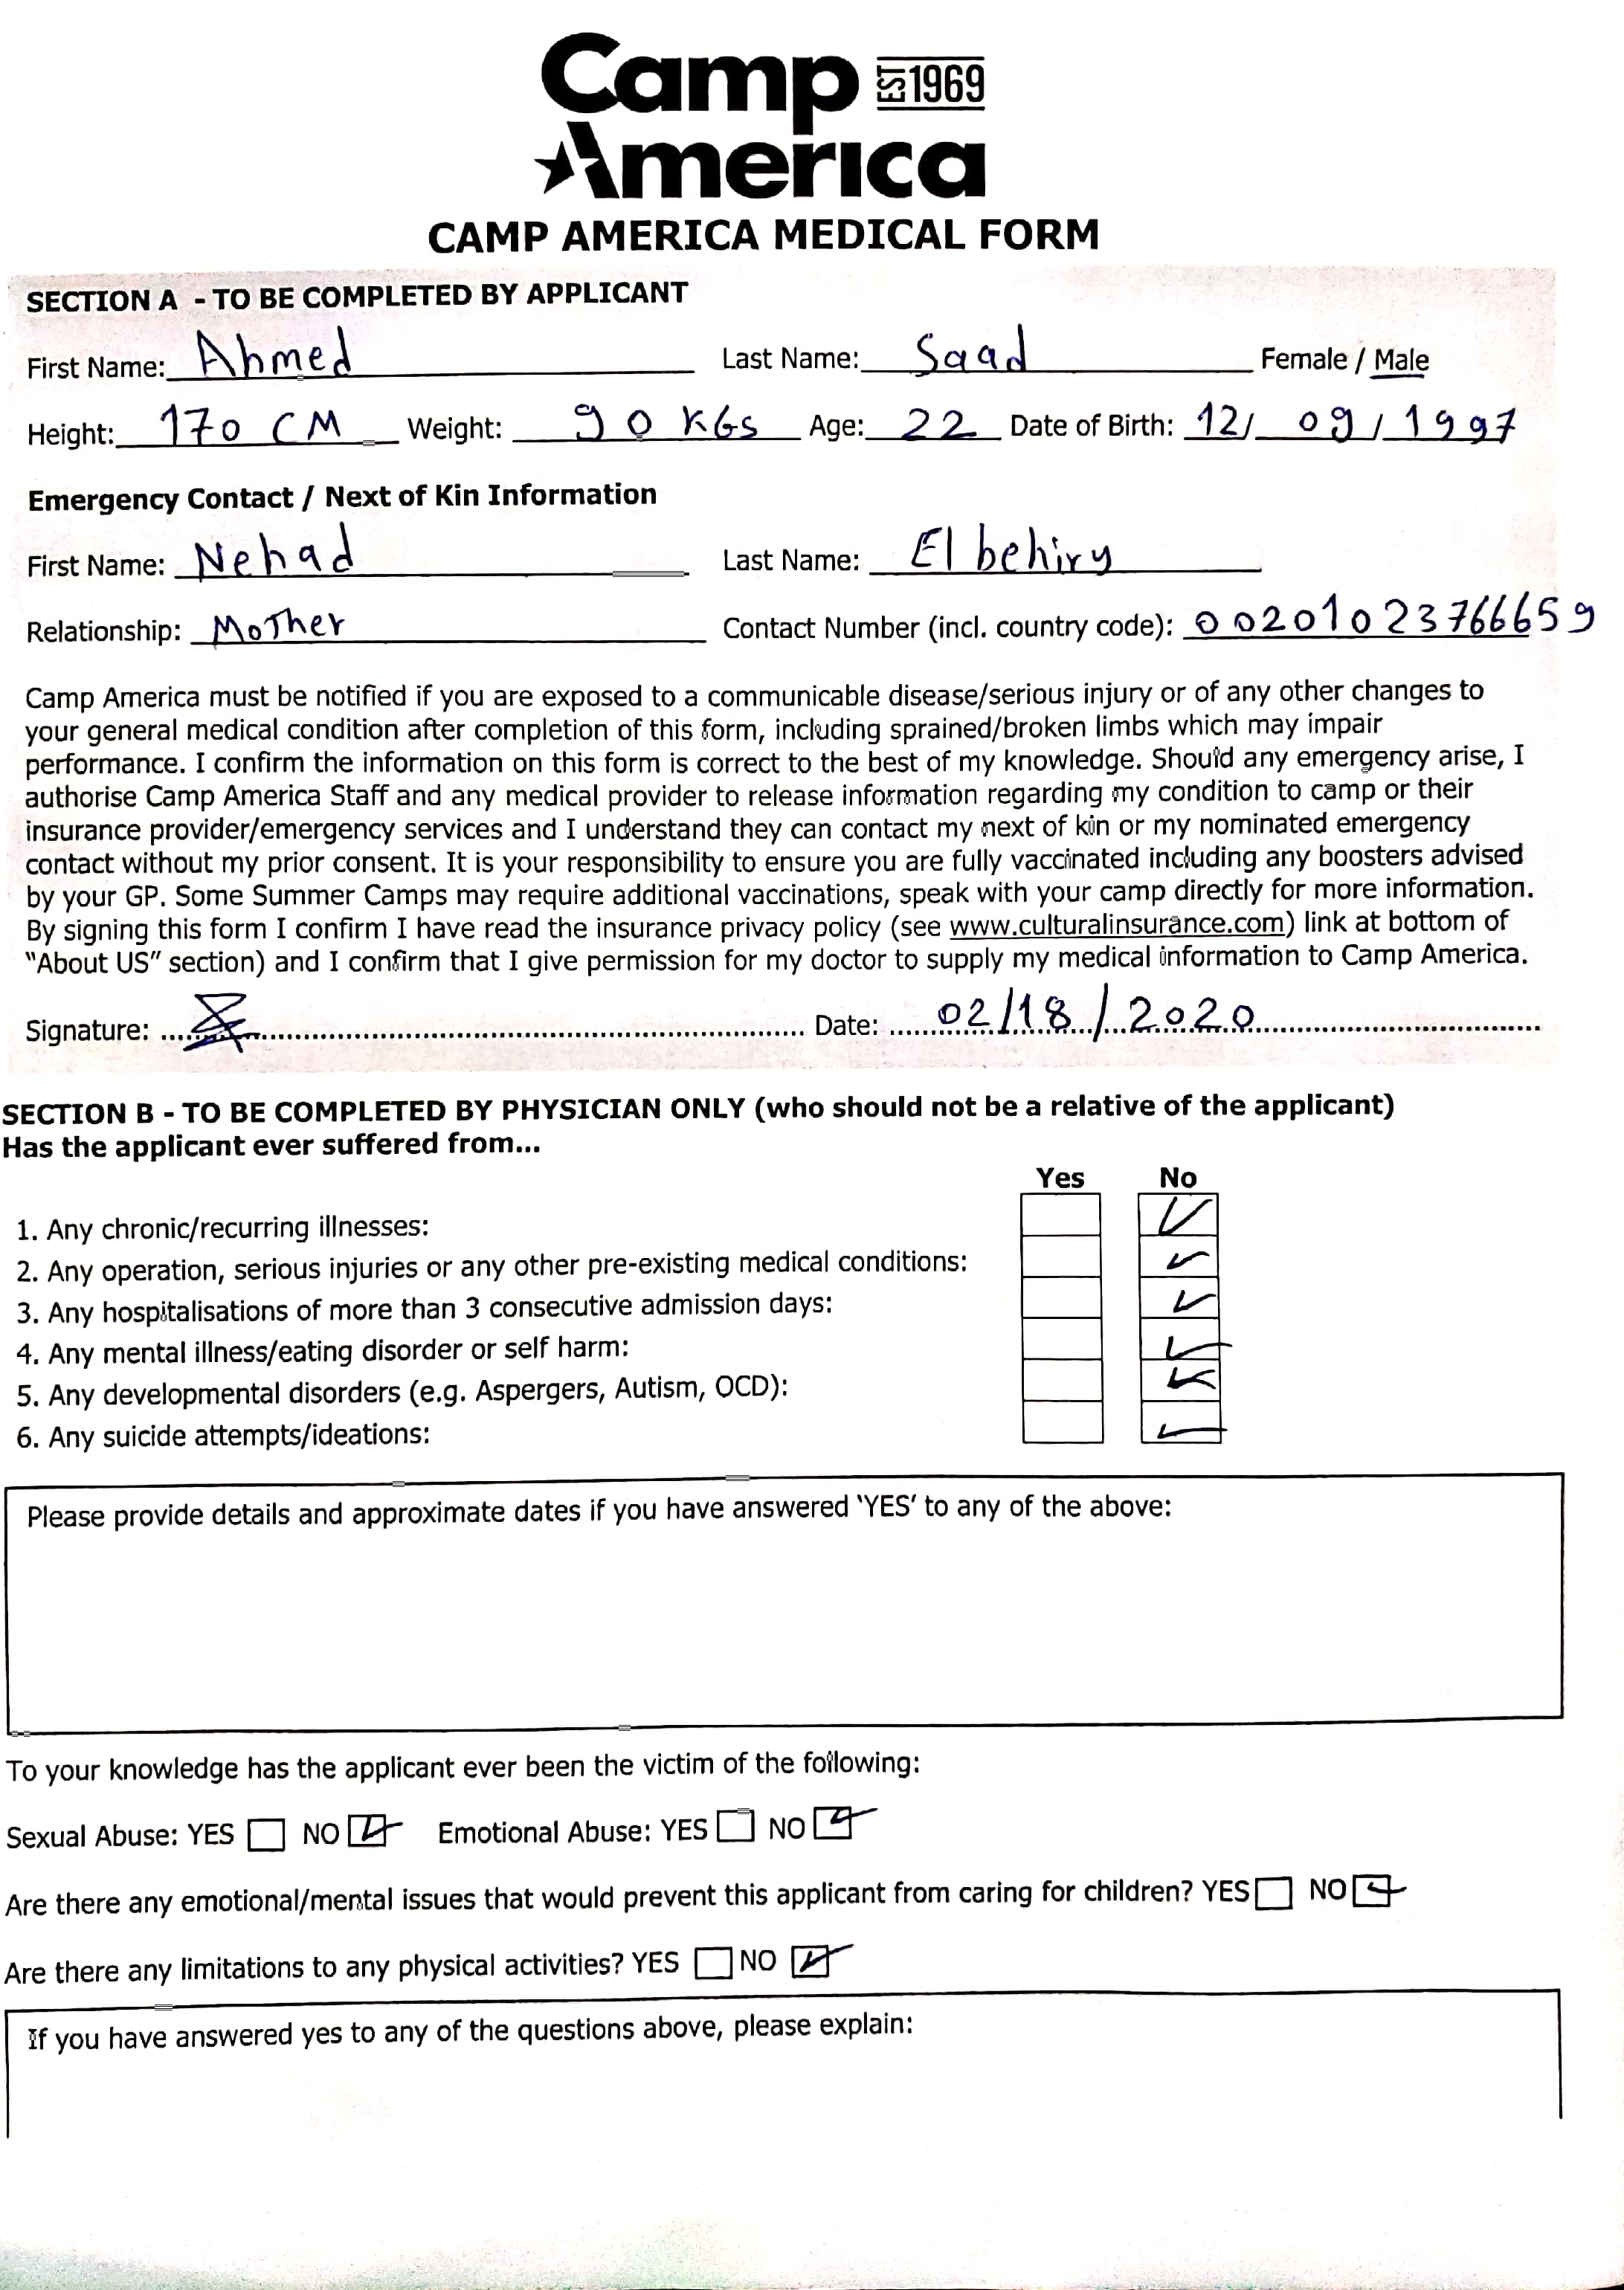 Camp EST 1969
America
CAMP AMERICA MEDICAL FORM
SECTION A - TO BE COMPLETED BY APPLICANT
First Name: Ahmed Last Name: Saad Female / Male
Height: 170 CM Weight: 90 KGs Age: 22 Date of Birth: 12/ 09 / 1997
Emergency Contact / Next of Kin Information
First Name: Nehad Last Name: El behiry
Relationship: Mother Contact Number (incl. country code): 00201023766659
Camp America must be notified if you are exposed to a communicable disease/serious injury or of any other changes to
your general medical condition after completion of this form, including sprained/broken limbs which may impair
performance. I confirm the information on this form is correct to the best of my knowledge. Should any emergency arise, I
authorise Camp America Staff and any medical provider to release information regarding my condition to camp or their
insurance provider/emergency services and I understand they can contact my next of kin or my nominated emergency
contact without my prior consent. It is your responsibility to ensure you are fully vaccinated including any boosters advised
by your GP. Some Summer Camps may require additional vaccinations, speak with your camp directly for more information.
By signing this form I confirm I have read the insurance privacy policy (see www.culturalinsurance.com) link at bottom of
"About US" section) and I confirm that I give permission for my doctor to supply my medical information to Camp America.
Signature: Date: 02/18/2020
SECTION B - TO BE COMPLETED BY PHYSICIAN ONLY (who should not be a relative of the applicant)
Has the applicant ever suffered from...
Yes No
1. Any chronic/recurring illnesses:
2. Any operation, serious injuries or any other pre-existing medical conditions:
3. Any hospitalisations of more than 3 consecutive admission days:
4. Any mental illness/eating disorder or self harm:
5. Any developmental disorders (e.g. Aspergers, Autism, OCD):
6. Any suicide attempts/ideations:
Please provide details and approximate dates if you have answered 'YES' to any of the above:
To your knowledge has the applicant ever been the victim of the following:
Sexual Abuse: YES NO Emotional Abuse: YES NO
Are there any emotional/mental issues that would prevent this applicant from caring for children? YES NO
Are there any limitations to any physical activities? YES NO
If you have answered yes to any of the questions above, please explain: